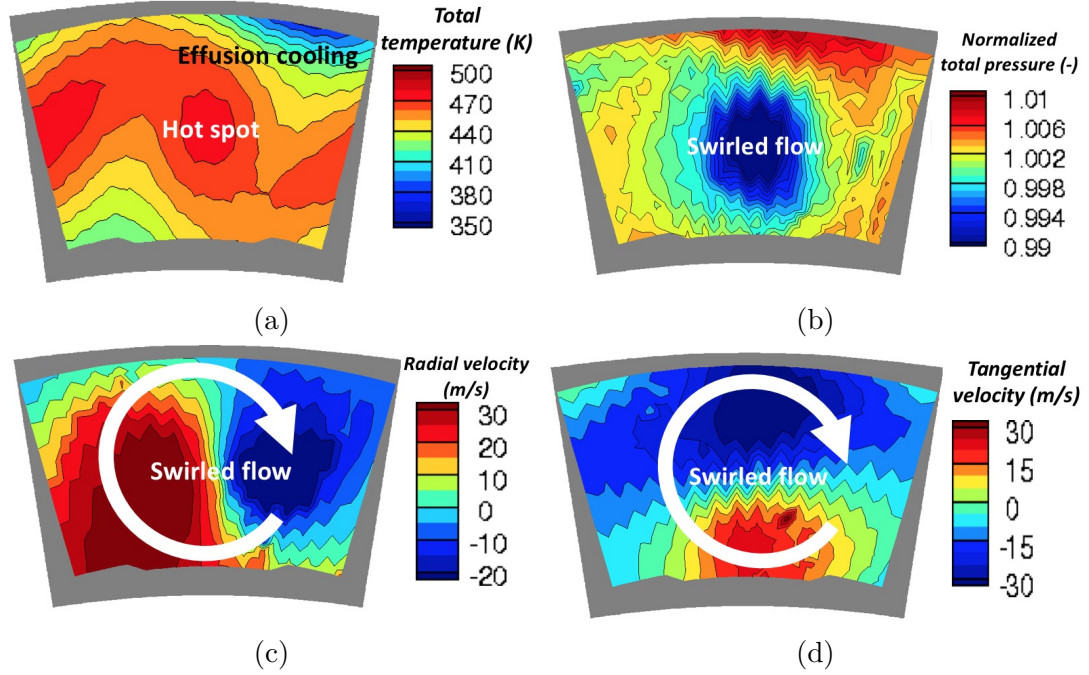 Total
temperature (K)
Effusion cooling
Hot spot
500
470
440
410
380
350
(a)
Normalized
total pressure (-)
Swirled flow
1.01
1.006
1.002
0.998
0.994
0.99
(b)
Radial velocity
(m/s)
Swirled flow
30
20
10
0
-10
-20
(c)
Tangential
velocity (m/s)
Swirled flow
30
15
0
-15
-30
(d)